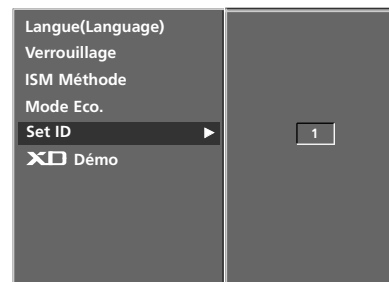 Langue(Language)
Verrouillage
ISM Méthode
Mode Eco.
Set ID ▶ 1
XD Démo